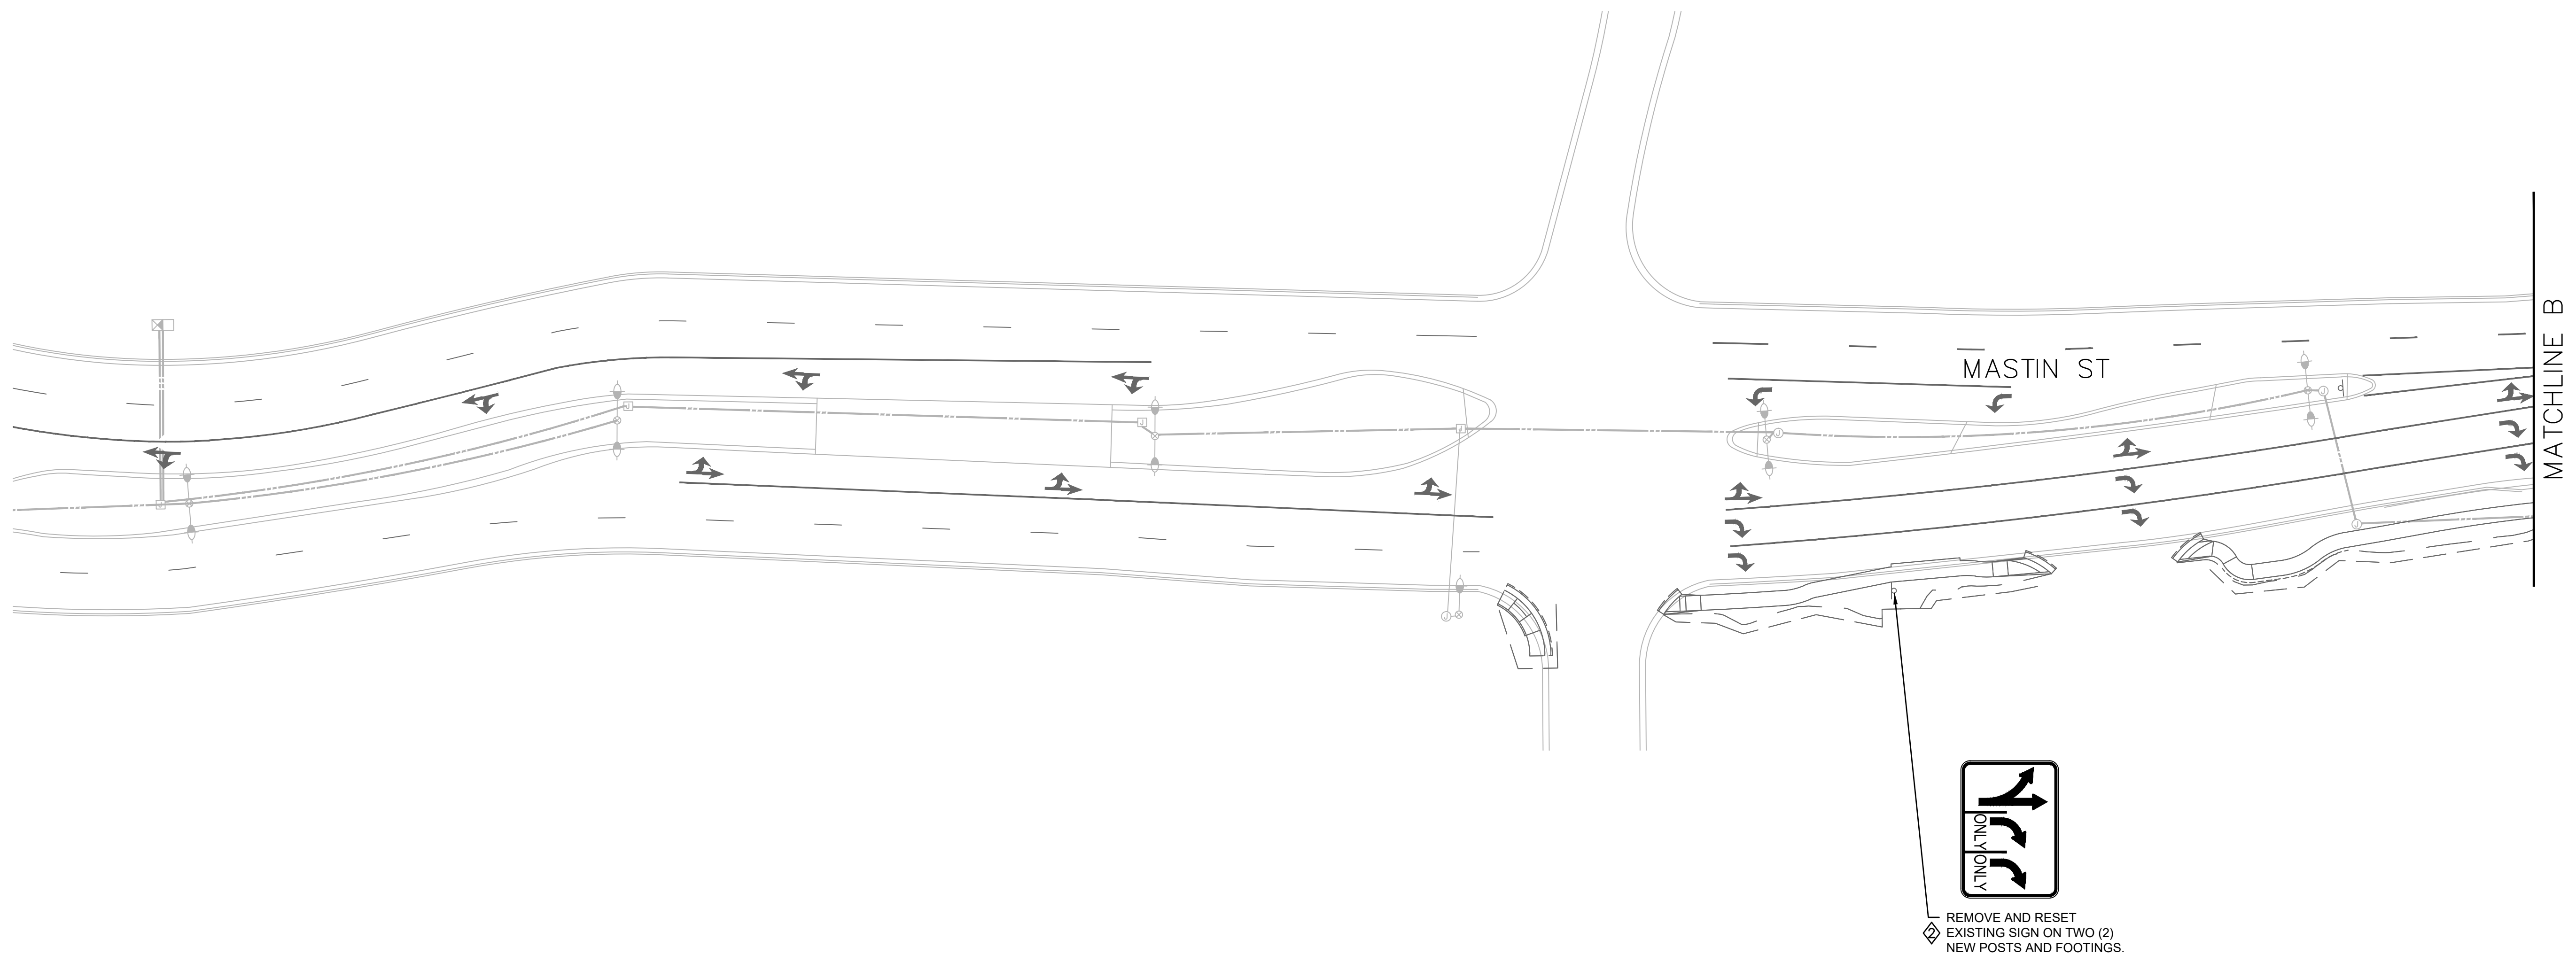 MASTIN ST
MATCHLINE B
ONLY
ONLY
2
REMOVE AND RESET
EXISTING SIGN ON TWO (2)
NEW POSTS AND FOOTINGS.
J
J
J
J
J
J
J
J